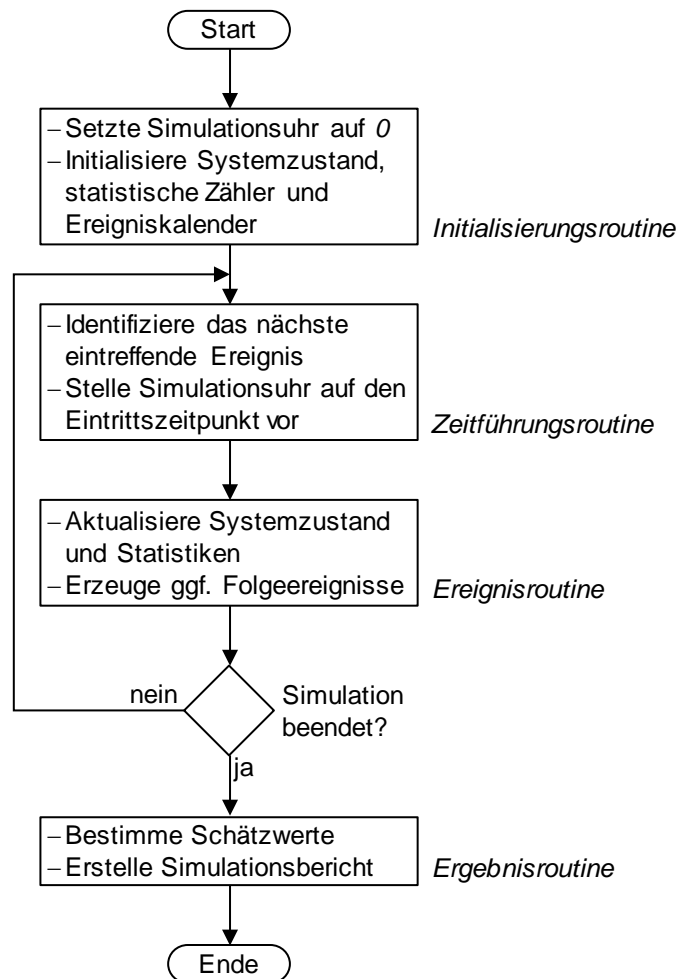 Start
– Setzte Simulationsuhr auf 0
– Initialisiere Systemzustand,
statistische Zähler und
Ereigniskalender
Initialisierungsroutine
– Identifiziere das nächste
eintreffende Ereignis
– Stelle Simulationsuhr auf den
Eintrittszeitpunkt vor
Zeitführungsroutine
– Aktualisiere Systemzustand
und Statistiken
– Erzeuge ggf. Folgeereignisse
Ereignisroutine
nein
Simulation
beendet?
ja
– Bestimme Schätzwerte
– Erstelle Simulationsbericht
Ergebnisroutine
Ende